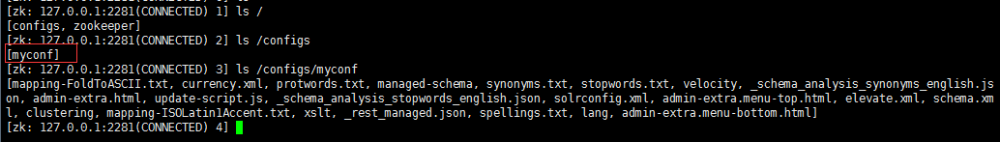 [zk: 127.0.0.1:2281(CONNECTED) 1] ls /
[configs, zookeeper]
[zk: 127.0.0.1:2281(CONNECTED) 2] ls /configs
[myconf]
[zk: 127.0.0.1:2281(CONNECTED) 3] ls /configs/myconf
[mapping-FoldToASCII.txt, currency.xml, protwords.txt, managed-schema, synonyms.txt, stopwords.txt, velocity, _schema_analysis_synonyms_english.js
on, admin-extra.html, update-script.js, _schema_analysis_stopwords_english.json, solrconfig.xml, admin-extra.menu-top.html, elevate.xml, schema.xm
l, clustering, mapping-ISOLatin1Accent.txt, xslt, _rest_managed.json, spellings.txt, lang, admin-extra.menu-bottom.html]
[zk: 127.0.0.1:2281(CONNECTED) 4]